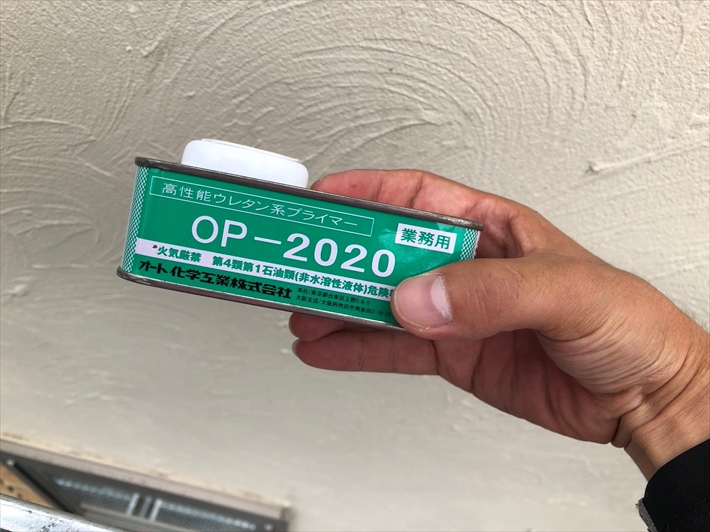 高性能ウレタン系プライマー
業務用
OP－2020
火気厳禁 第4類第1石油類(非水溶性液体)危険
オート化学工業株式会社